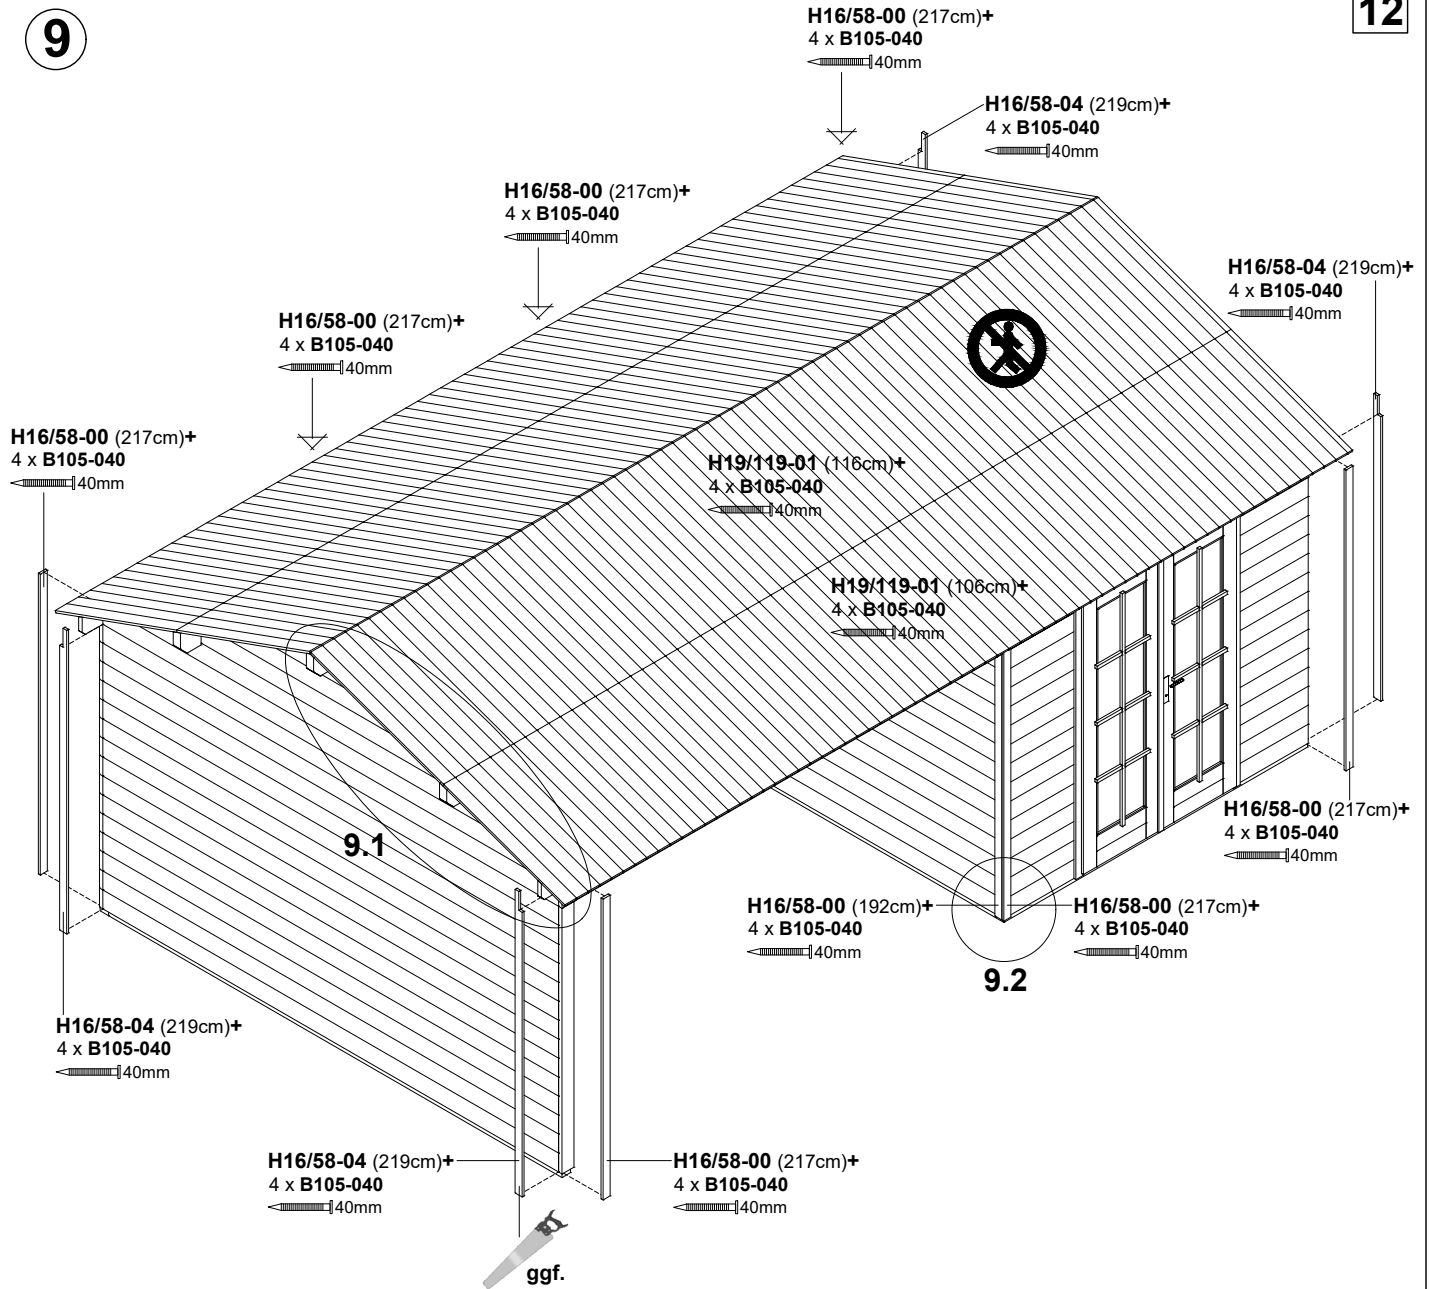 9
12
H16/58-00 (217cm)+
4 x B105-040
40mm
H16/58-04 (219cm)+
4 x B105-040
40mm
H16/58-00 (217cm)+
4 x B105-040
40mm
H16/58-04 (219cm)+
4 x B105-040
40mm
H16/58-00 (217cm)+
4 x B105-040
40mm
H16/58-00 (217cm)+
4 x B105-040
40mm
H19/119-01 (116cm)+
4 x B105-040
40mm
H19/119-01 (106cm)+
4 x B105-040
40mm
9.1
H16/58-00 (217cm)+
4 x B105-040
40mm
H16/58-00 (192cm)+
4 x B105-040
40mm
H16/58-00 (217cm)+
4 x B105-040
40mm
9.2
H16/58-04 (219cm)+
4 x B105-040
40mm
H16/58-04 (219cm)+
4 x B105-040
40mm
H16/58-00 (217cm)+
4 x B105-040
40mm
ggf.